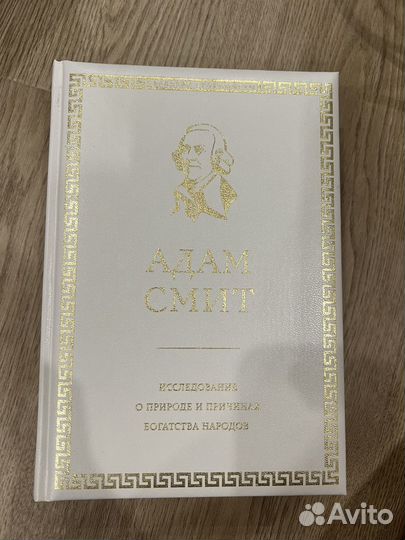 АДАМ
СМИТ
ИССЛЕДОВАНИЕ
О ПРИРОДЕ И ПРИЧИНАХ
БОГАТСТВА НАРОДОВ
Avito